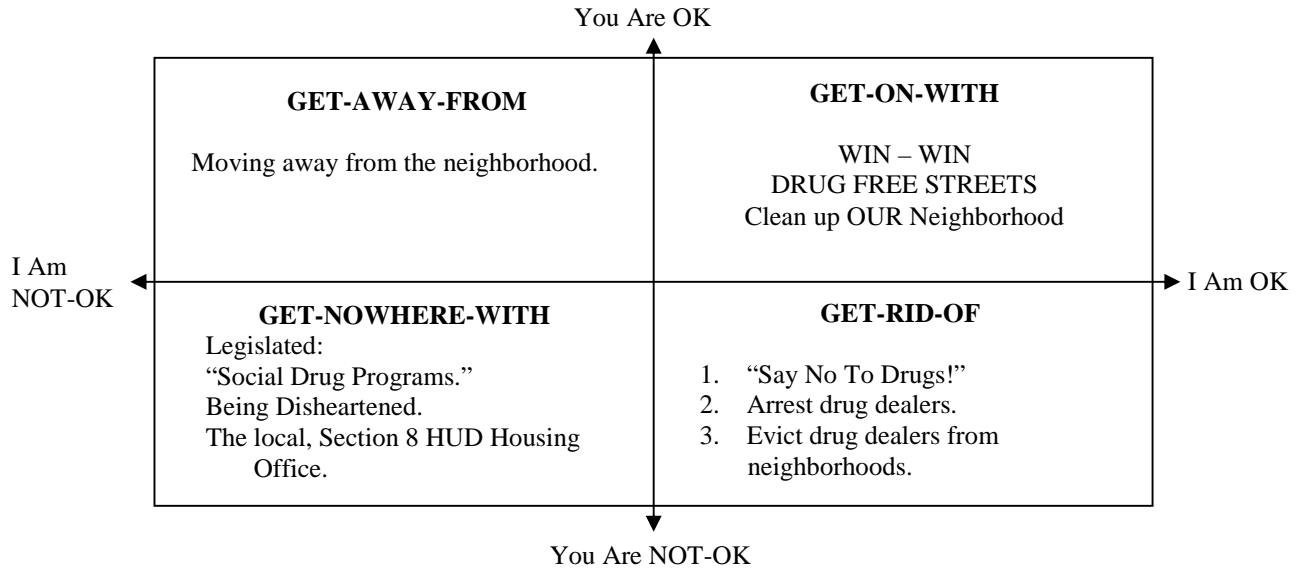 You Are OK
GET-AWAY-FROM
Moving away from the neighborhood.
GET-ON-WITH
WIN – WIN
DRUG FREE STREETS
Clean up OUR Neighborhood
I Am
NOT-OK
I Am OK
GET-NOWHERE-WITH
Legislated:
“Social Drug Programs.”
Being Disheartened.
The local, Section 8 HUD Housing
Office.
GET-RID-OF
1. “Say No To Drugs!”
2. Arrest drug dealers.
3. Evict drug dealers from
neighborhoods.
You Are NOT-OK